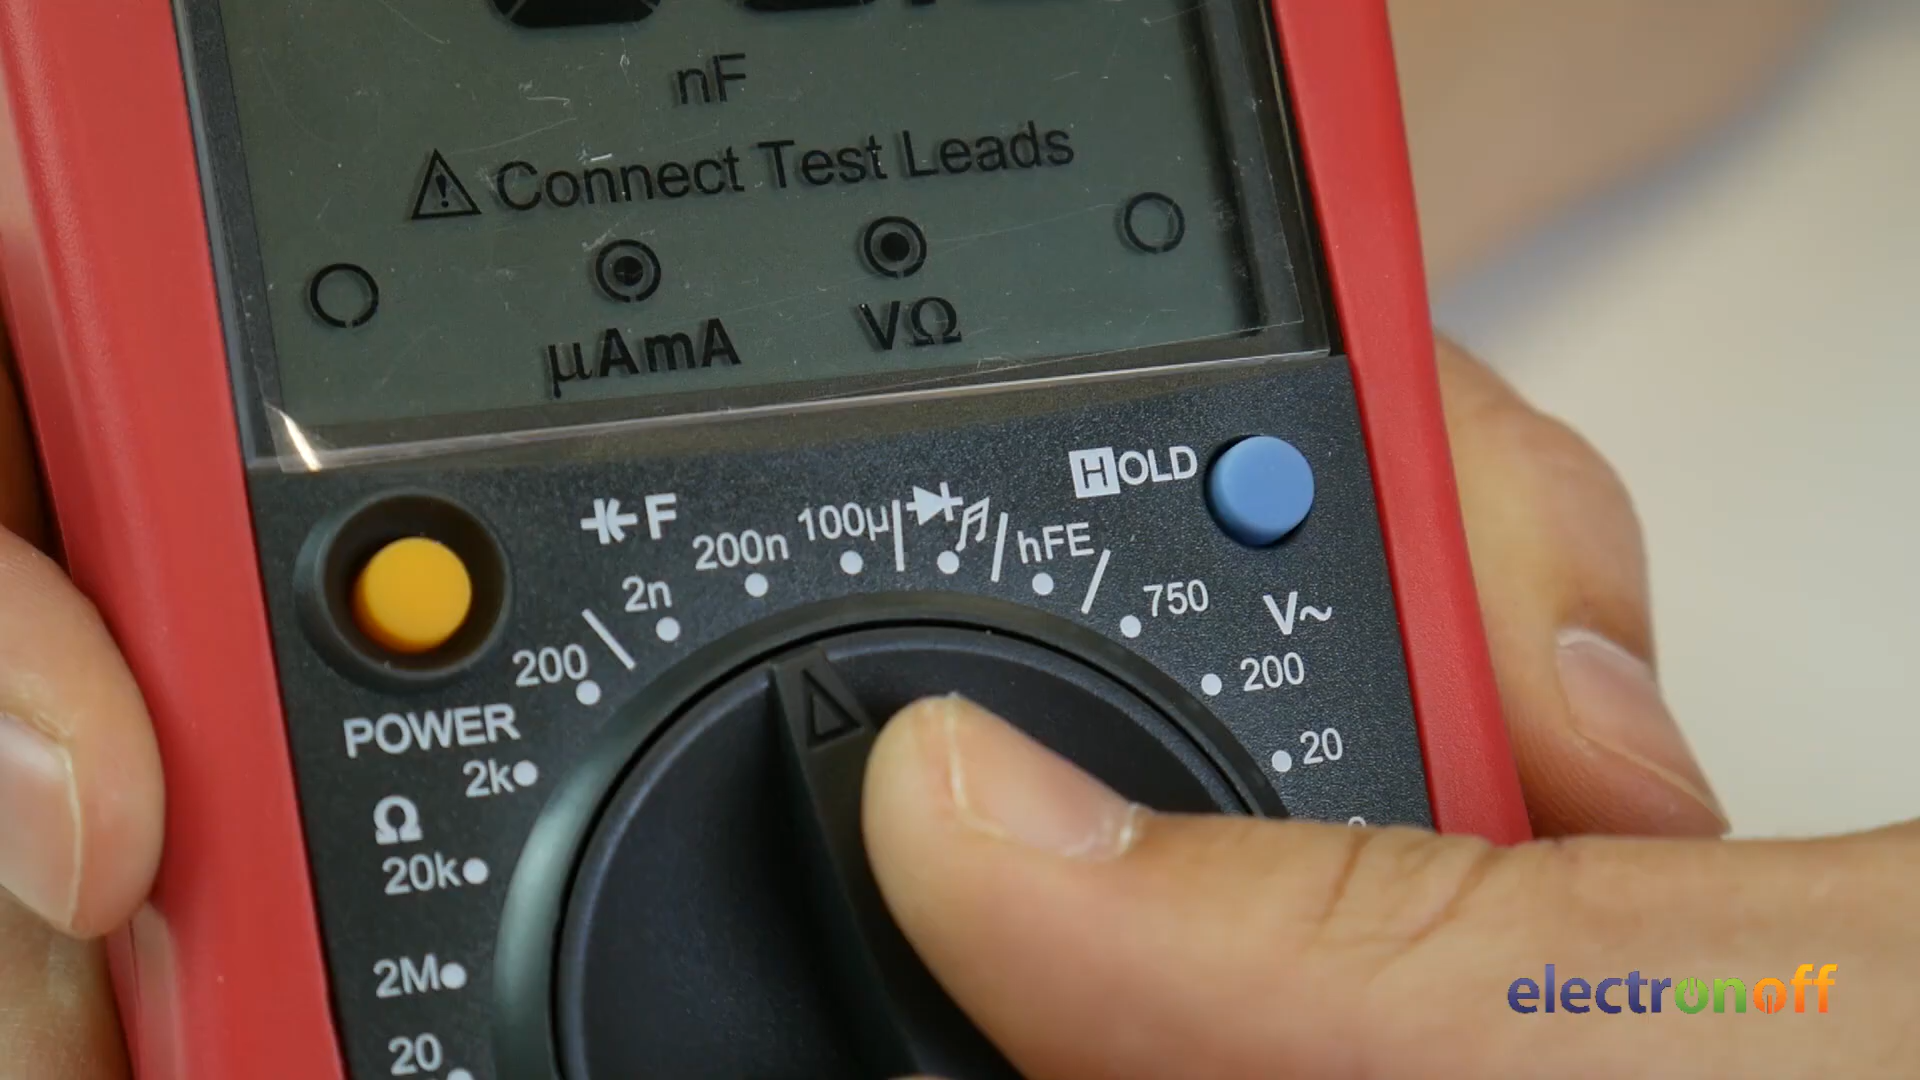 nF
⚠ Connect Test Leads
µAmA VΩ
HOLD
F
2n 200n 100µ hFE
750 V~
200 200
POWER 20
2k
Ω
20k
2M
20
electronoff